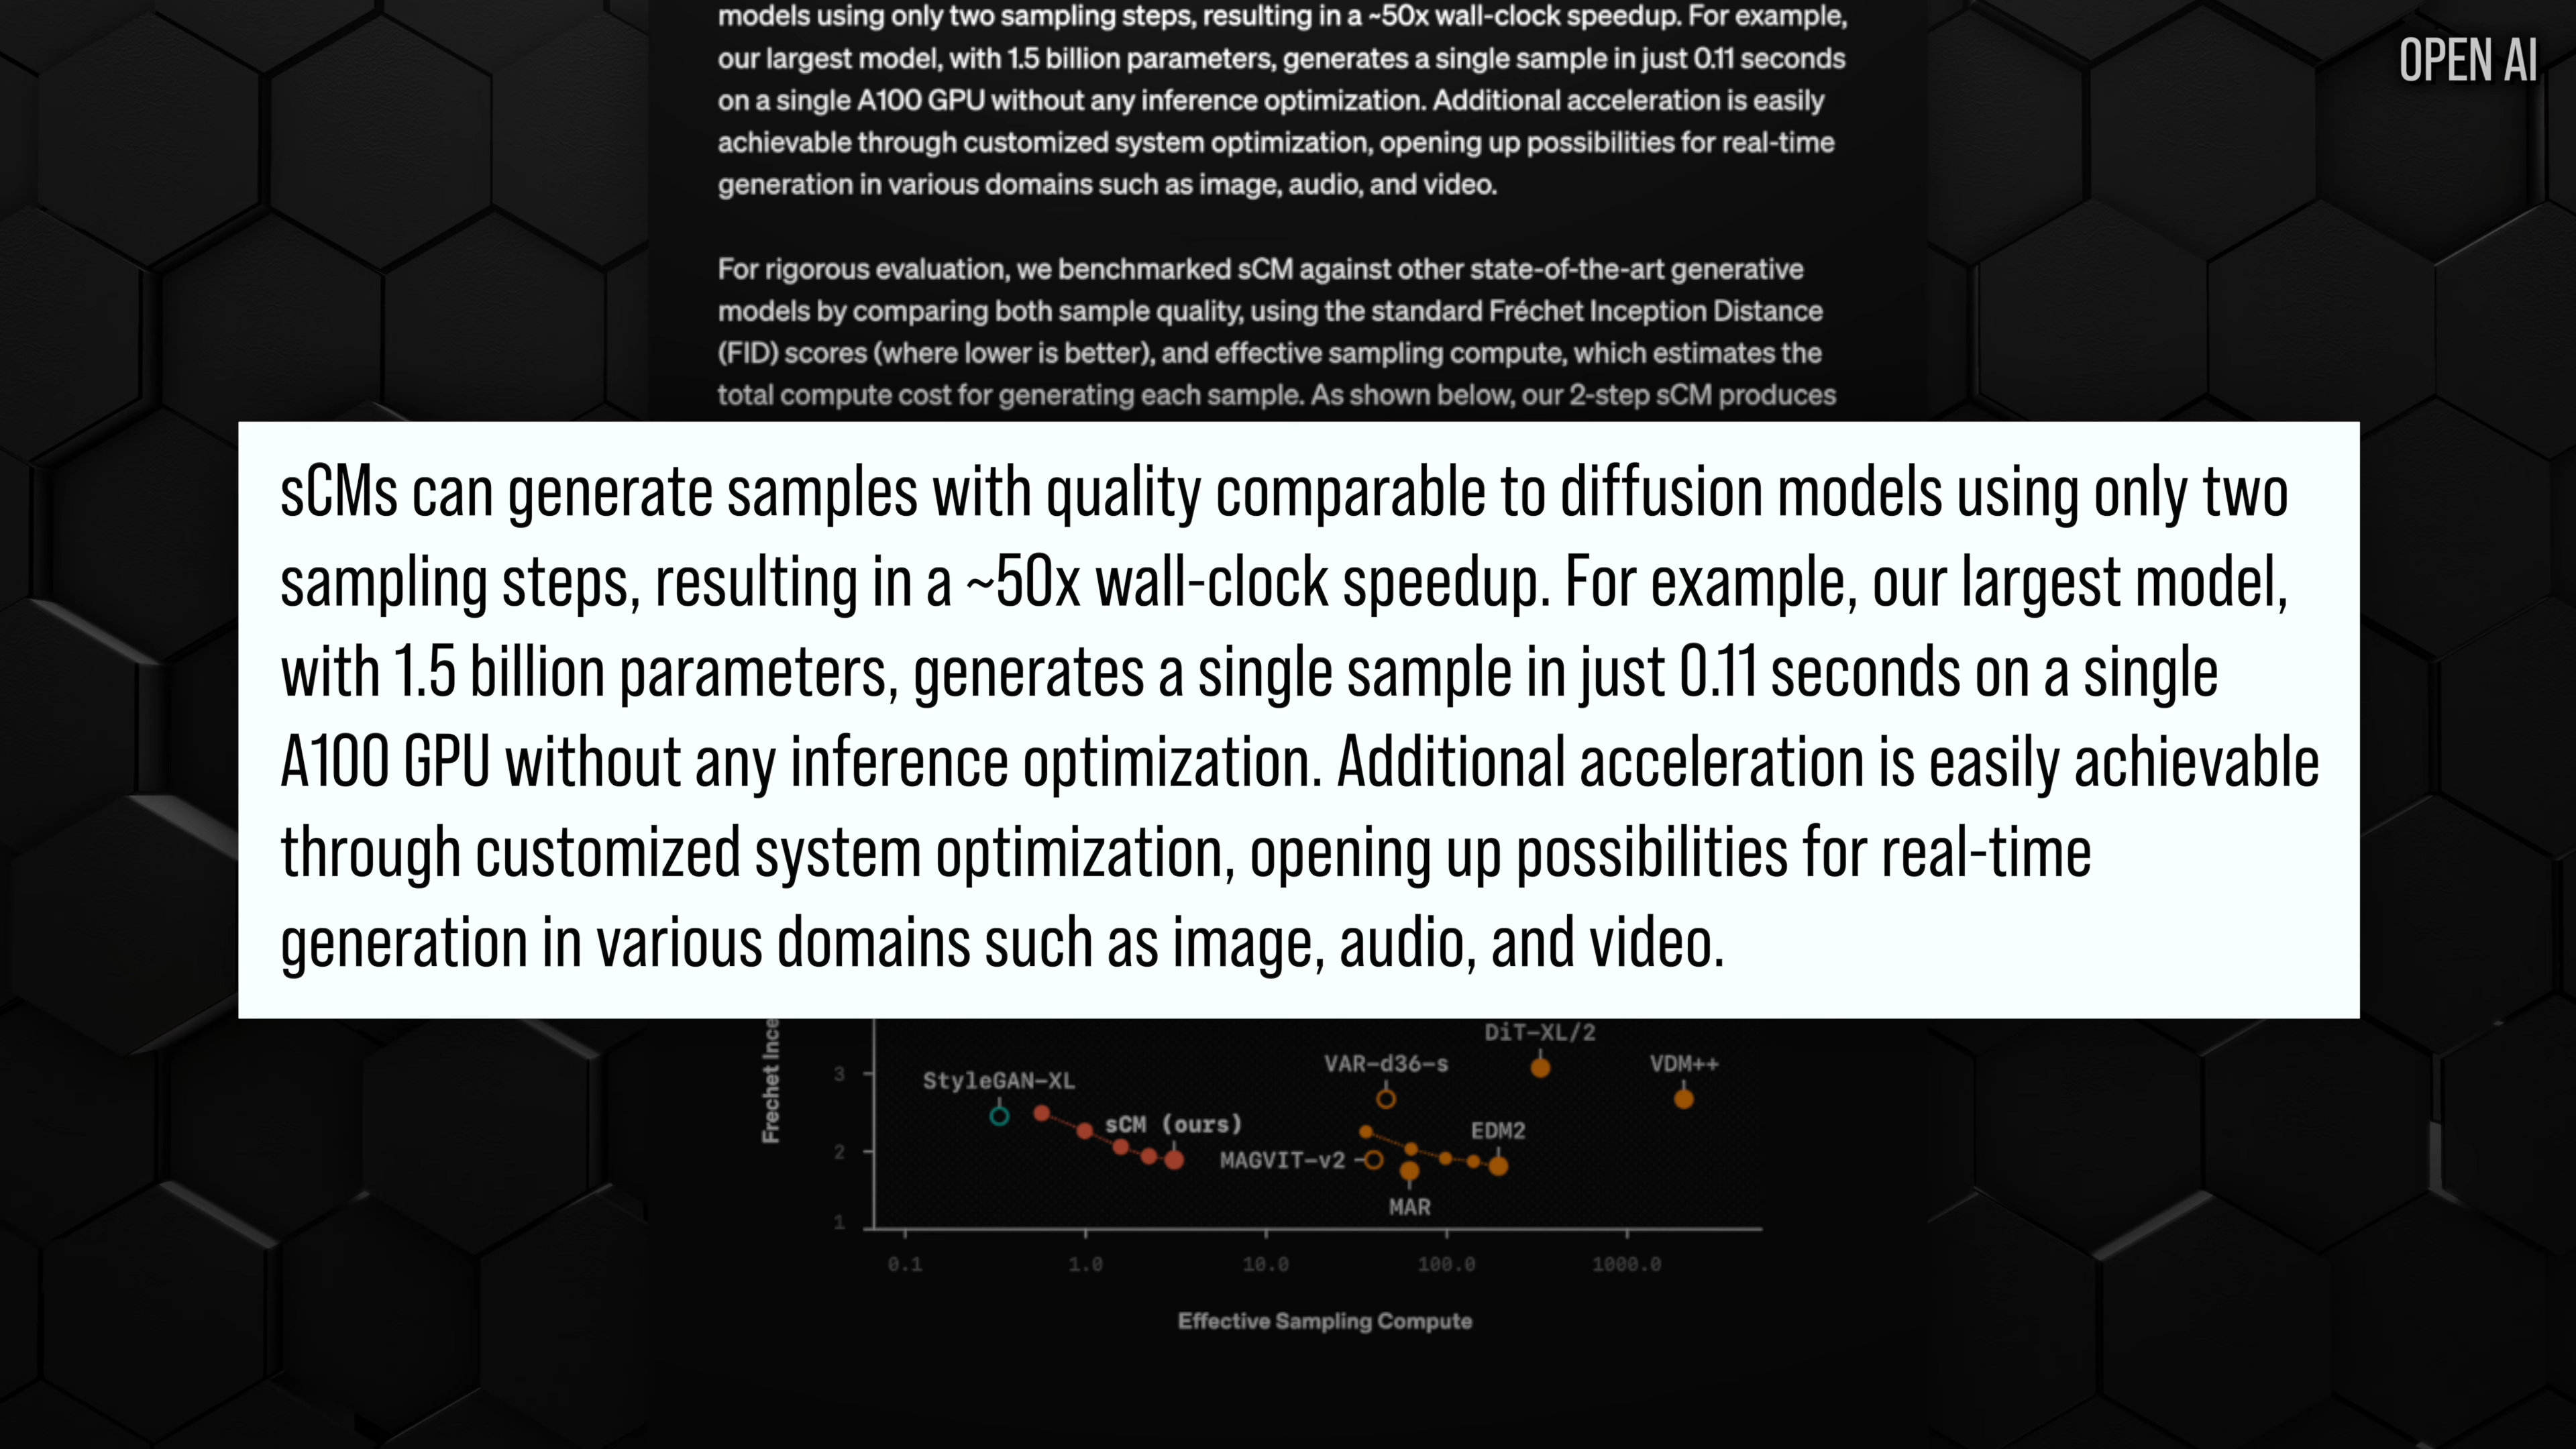 models using only two sampling steps, resulting in a ~50x wall-clock speedup. For example,
our largest model, with 1.5 billion parameters, generates a single sample in just 0.11 seconds
on a single A100 GPU without any inference optimization. Additional acceleration is easily
achievable through customized system optimization, opening up possibilities for real-time
generation in various domains such as image, audio, and video.
OPEN AI
For rigorous evaluation, we benchmarked sCM against other state-of-the-art generative
models by comparing both sample quality, using the standard Fréchet Inception Distance
(FID) scores (where lower is better), and effective sampling compute, which estimates the
total compute cost for generating each sample. As shown below, our 2-step sCM produces
sCMs can generate samples with quality comparable to diffusion models using only two
sampling steps, resulting in a ~50x wall-clock speedup. For example, our largest model,
with 1.5 billion parameters, generates a single sample in just 0.11 seconds on a single
A100 GPU without any inference optimization. Additional acceleration is easily achievable
through customized system optimization, opening up possibilities for real-time
generation in various domains such as image, audio, and video.
Frechet Ince
3
2
1
StyleGAN-XL
sCM (ours)
VAR-d36-s
DiT-XL/2
VDM++
MAGVIT-v2
EDM2
MAR
0.1 1.0 10.0 100.0 1000.0
Effective Sampling Compute